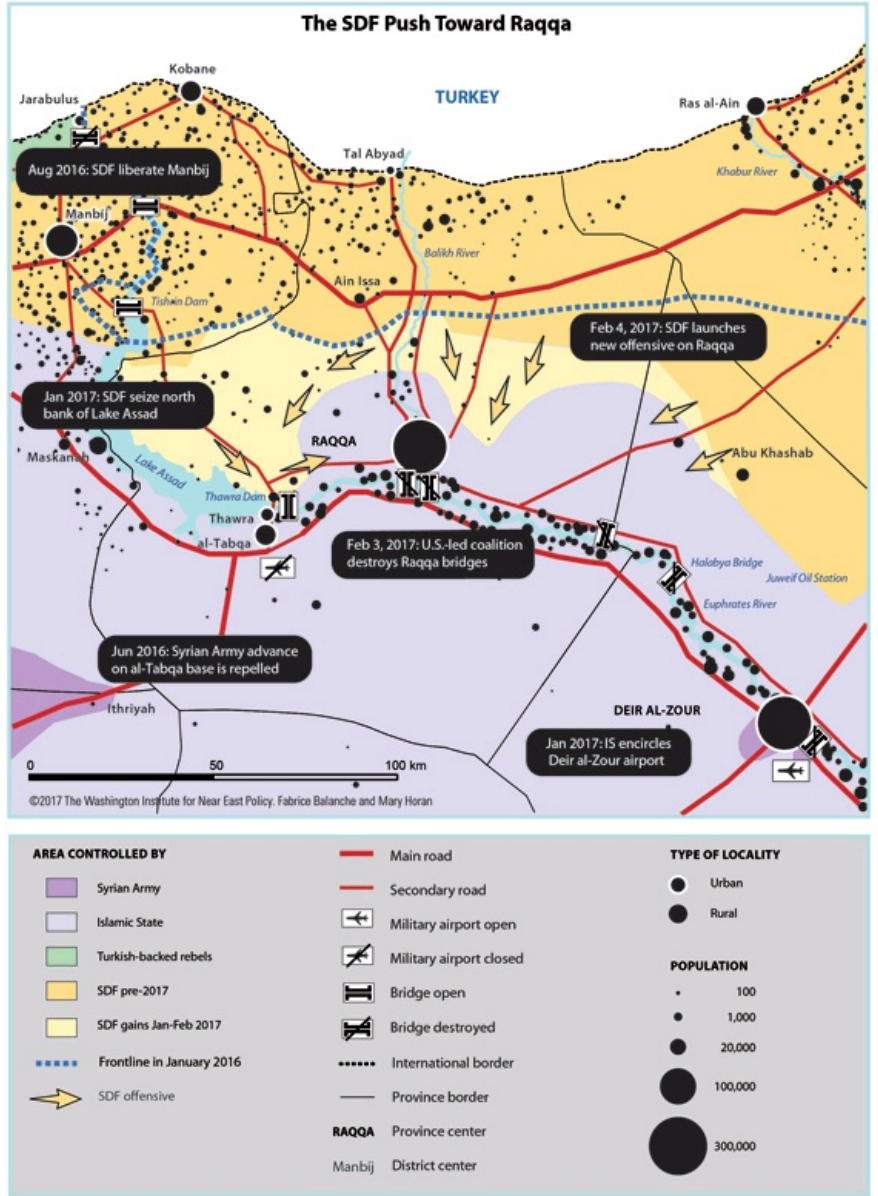 The SDF Push Toward Raqqa
Kobane
Jarabulus
TURKEY
Ras al-Ain
Tal Abyad
Aug 2016: SDF liberate Manbij
Khabur River
Manbij
Balikh River
Ain Issa
Tishrin Dam
Feb 4, 2017: SDF launches
new offensive on Raqqa
Jan 2017: SDF seize north
bank of Lake Assad
RAQQA
Maskanah
Abu Khashab
Lake Assad
Thawra Dam
Thawra
al-Tabqa
Feb 3, 2017: U.S.-led coalition
destroys Raqqa bridges
Halabya Bridge
Juweif Oil Station
Euphrates River
Jun 2016: Syrian Army advance
on al-Tabqa base is repelled
Ithriyah
DEIR AL-ZOUR
Jan 2017: IS encircles
Deir al-Zour airport
0 50 100 km
©2017 The Washington Institute for Near East Policy. Fabrice Balanche and Mary Horan
AREA CONTROLLED BY
Syrian Army
Islamic State
Turkish-backed rebels
SDF pre-2017
SDF gains Jan-Feb 2017
Frontline in January 2016
SDF offensive
Main road
Secondary road
Military airport open
Military airport closed
Bridge open
Bridge destroyed
International border
Province border
RAQQA Province center
Manbij District center
TYPE OF LOCALITY
Urban
Rural
POPULATION
100
1,000
20,000
100,000
300,000